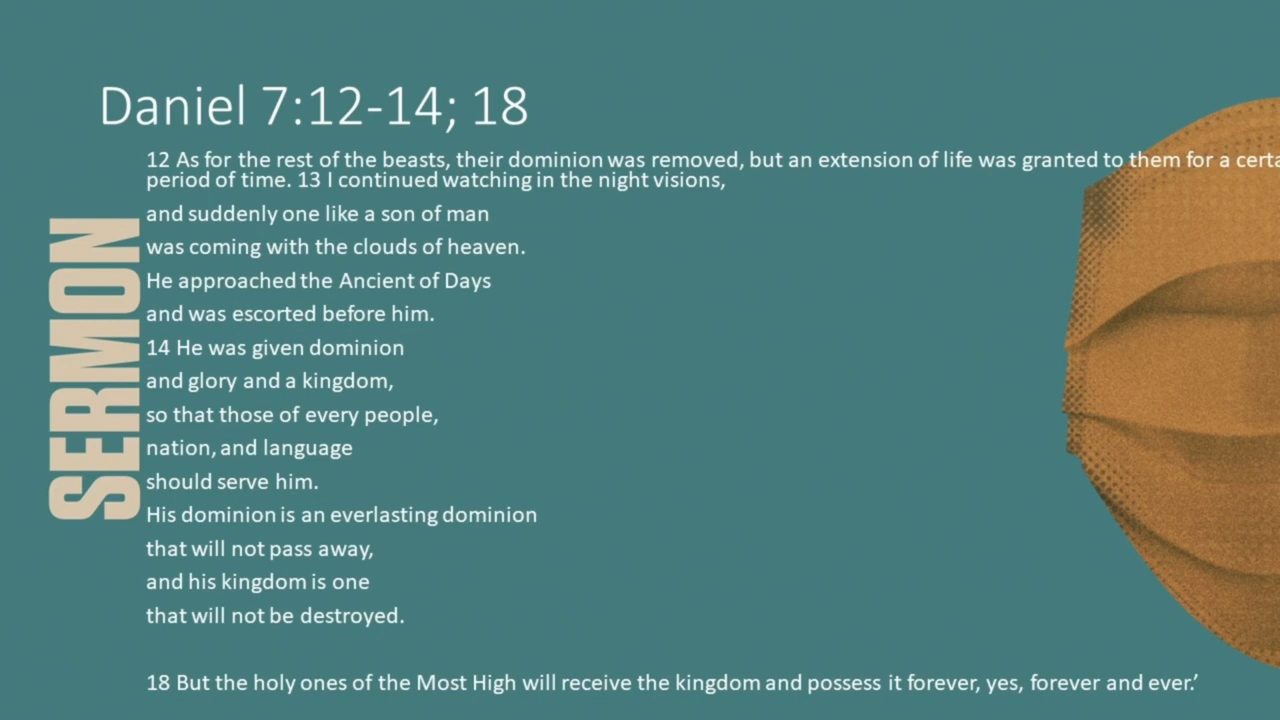 Daniel 7:12-14; 18
12 As for the rest of the beasts, their dominion was removed, but an extension of life was granted to them for a certa
period of time. 13 I continued watching in the night visions,
and suddenly one like a son of man
was coming with the clouds of heaven.
He approached the Ancient of Days
and was escorted before him.
14 He was given dominion
and glory and a kingdom,
so that those of every people,
nation, and language
should serve him.
His dominion is an everlasting dominion
that will not pass away,
and his kingdom is one
that will not be destroyed.
18 But the holy ones of the Most High will receive the kingdom and possess it forever, yes, forever and ever.’
SERMON